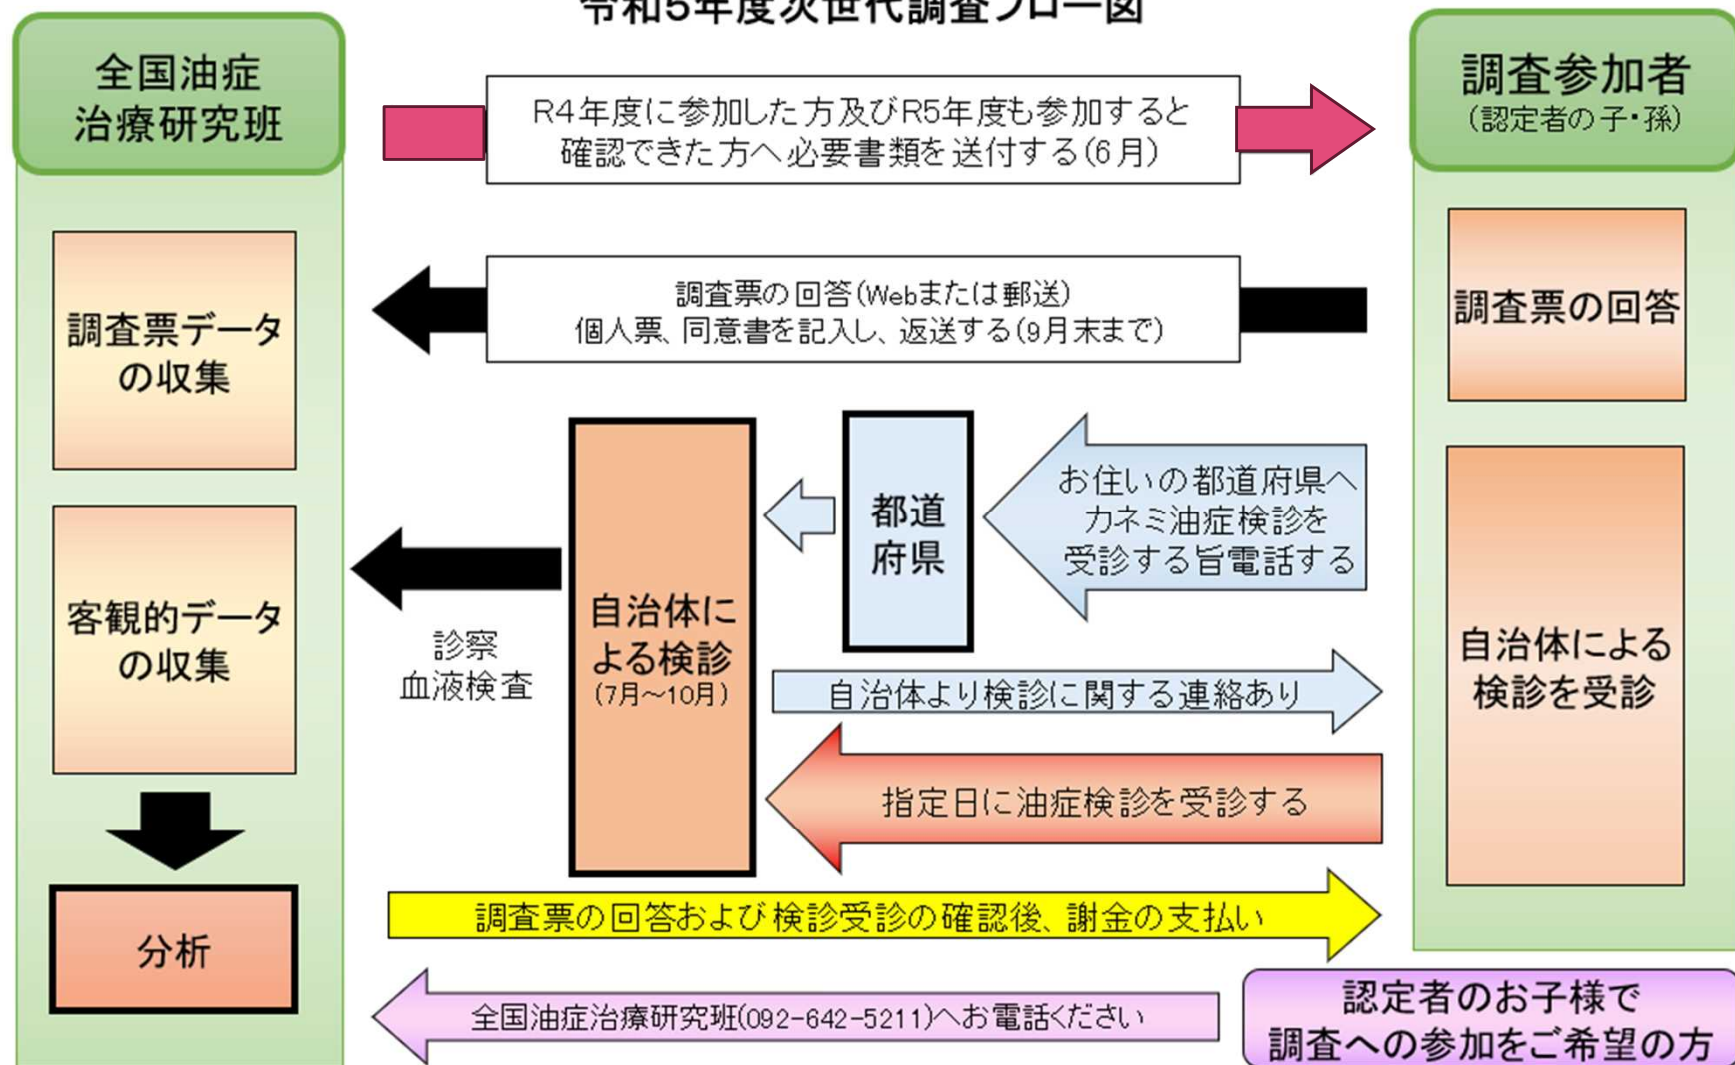 令和5年度次世代調査フロー図
全国油症
治療研究班
R4年度に参加した方及びR5年度も参加すると
確認できた方へ必要書類を送付する(6月)
調査参加者
(認定者の子・孫)
調査票データ
の収集
調査票の回答(Webまたは郵送)
個人票、同意書を記入し、返送する(9月末まで)
調査票の回答
お住いの都道府県へ
カネミ油症検診を
受診する旨電話する
都道
府県
自治体に
よる検診
(7月～10月)
診察
血液検査
客観的データ
の収集
自治体による
検診を受診
自治体より検診に関する連絡あり
指定日に油症検診を受診する
調査票の回答および検診受診の確認後、謝金の支払い
分析
全国油症治療研究班(092-642-5211)へお電話ください
認定者のお子様で
調査への参加をご希望の方